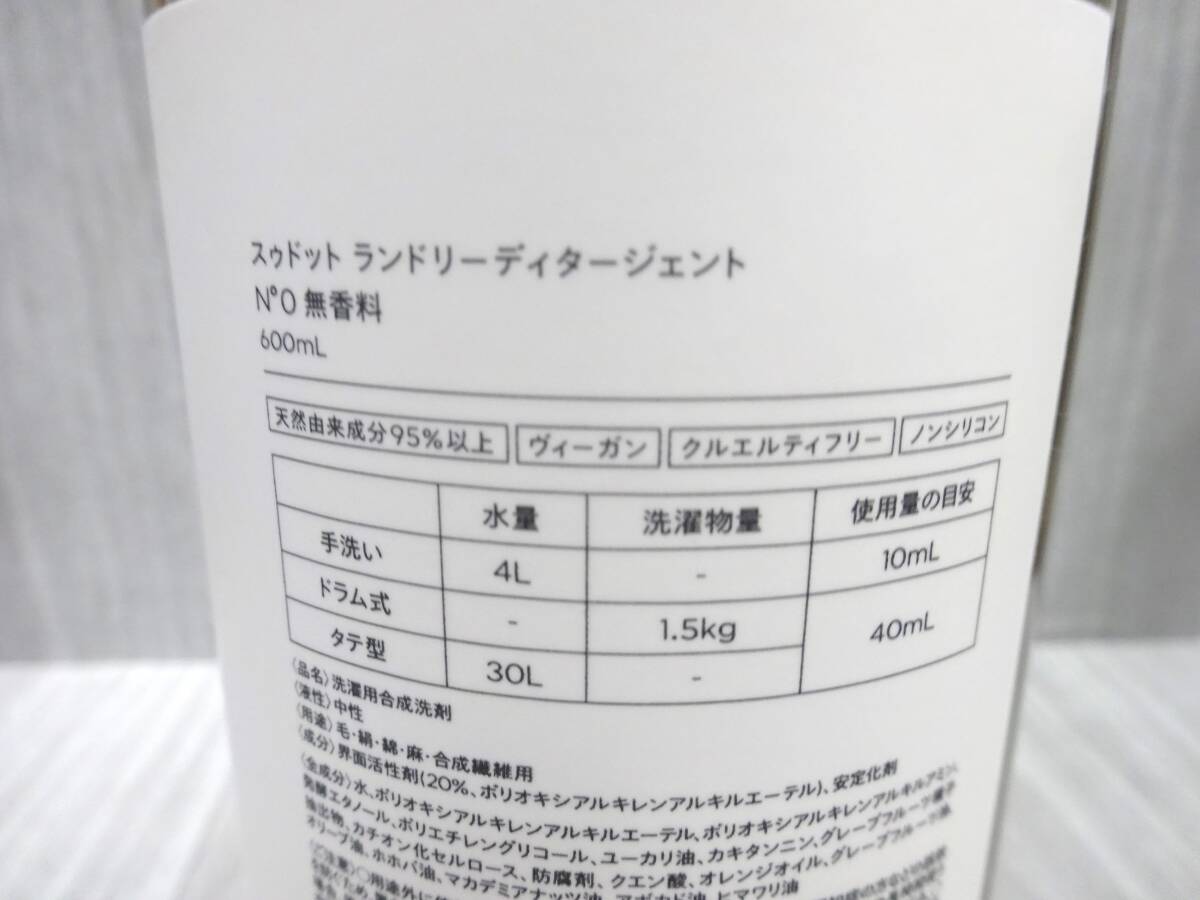 スゥドット ランドリーディタージェント
N°0 無香料
600mL
天然由来成分95%以上 ヴィーガン クルエルティフリー ノンシリコン
水量 洗濯物量 使用量の目安
手洗い 4L - 10mL
ドラム式 - 1.5kg 40mL
タテ型 30L -
〈品名〉洗濯用合成洗剤
〈液性〉中性
〈用途〉毛・絹・綿・麻・合成繊維用
〈成分〉界面活性剤(20%、ポリオキシアルキレンアルキルエーテル)、安定化剤
〈全成分〉水、ポリオキシアルキレンアルキルエーテル、ポリオキシアルキレンアルキルアミン、
発酵エタノール、ポリエチレングリコール、ユーカリ油、カキタンニン、グレープフルーツ種子
抽出物、カチオン化セルロース、防腐剤、クエン酸、オレンジオイル、グレープフルーツ油、
オリーブ油、ホホバ油、マカデミアナッツ油、アボカド油、ヒマワリ油
〈ご注意〉○用途外に